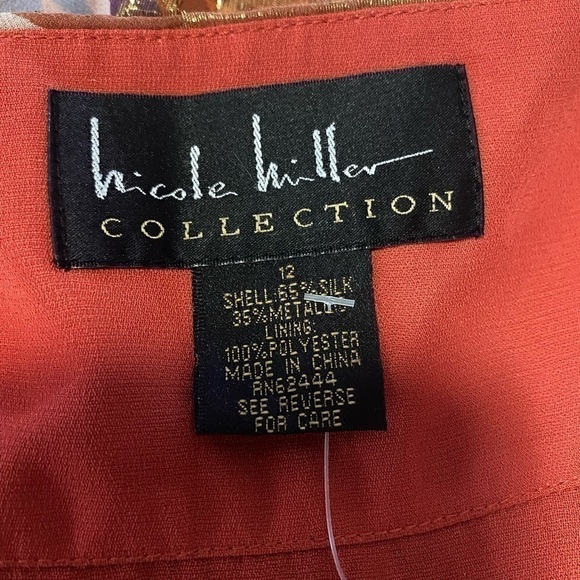 Nicole Miller
COLLECTION
12
SHELL:65%SILK
35%METALLIC
LINING:
100%POLYESTER
MADE IN CHINA
RN62444
SEE REVERSE
FOR CARE